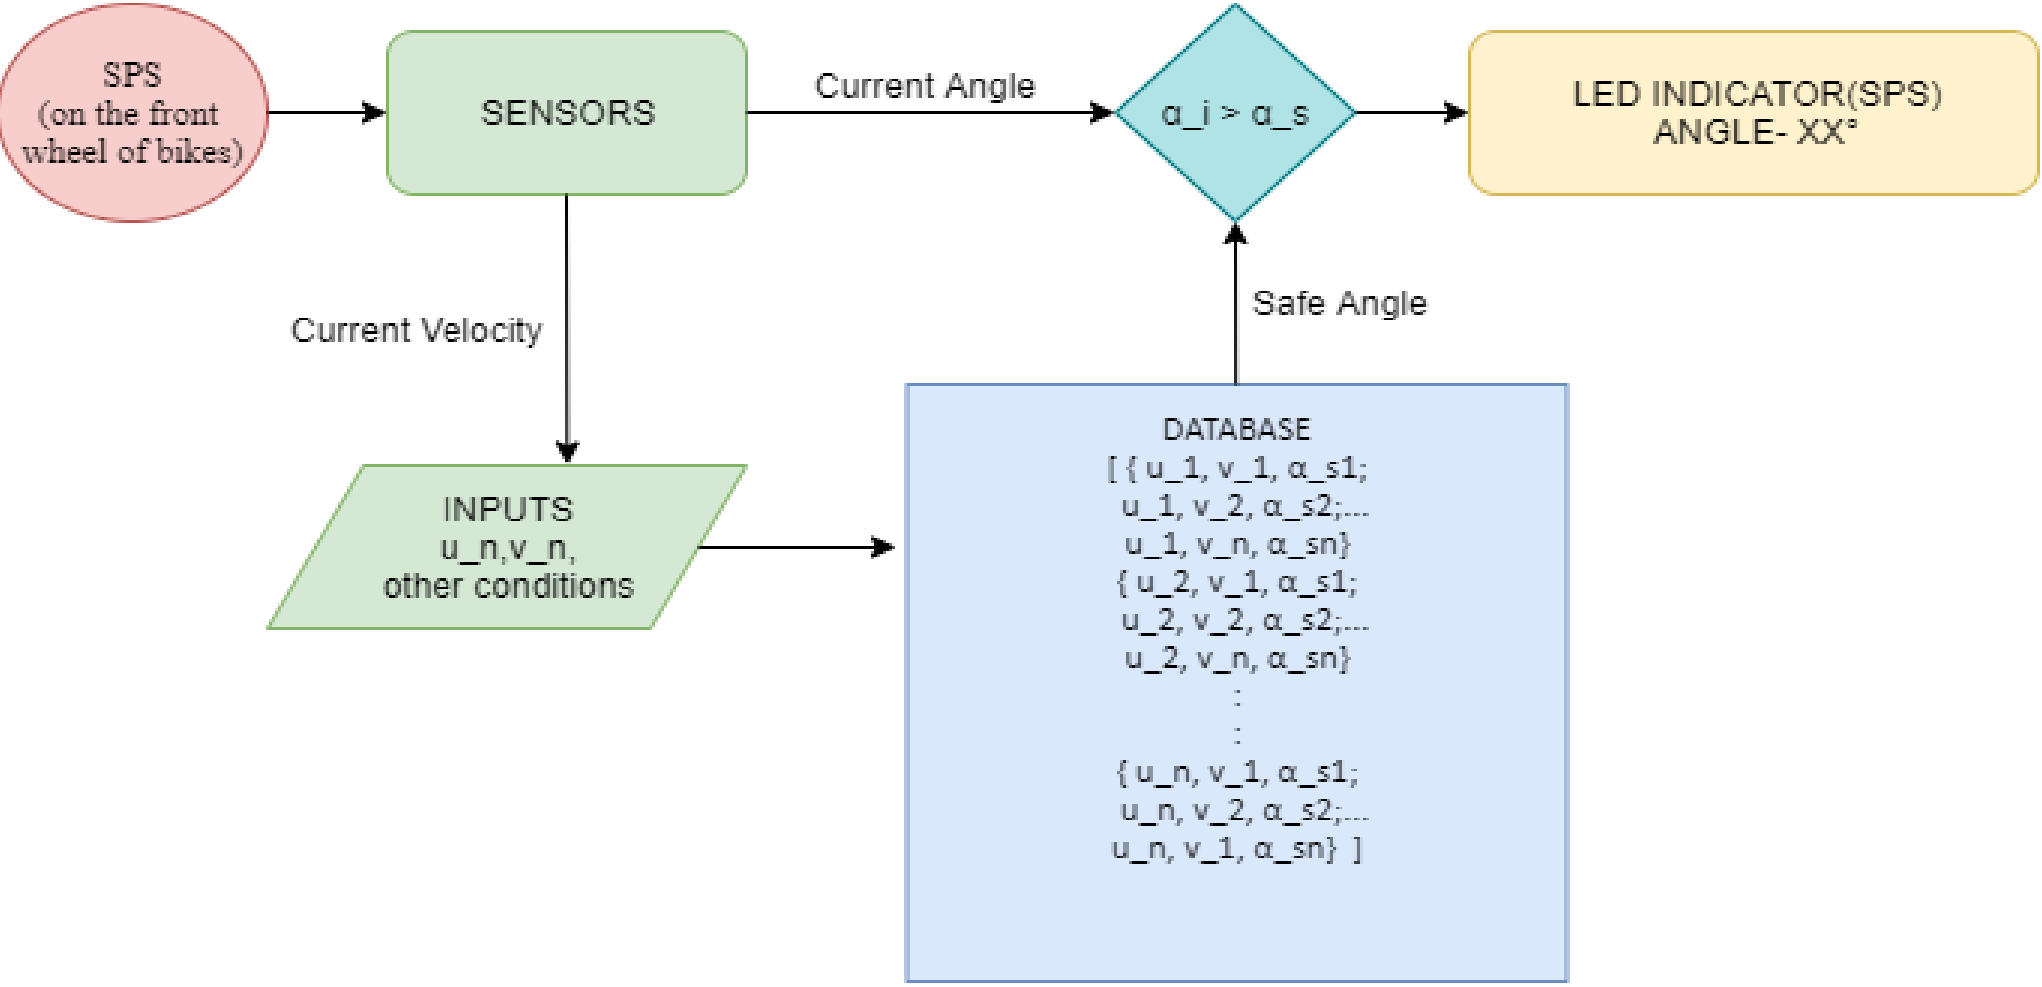 SPS
(on the front
wheel of bikes)
SENSORS
Current Angle
α_i > α_s
LED INDICATOR(SPS)
ANGLE- XX°
Current Velocity
Safe Angle
INPUTS
u_n,v_n,
other conditions
DATABASE
[ { u_1, v_1, α_s1;
u_1, v_2, α_s2;...
u_1, v_n, α_sn}
{ u_2, v_1, α_s1;
u_2, v_2, α_s2;...
u_2, v_n, α_sn}
:
:
{ u_n, v_1, α_s1;
u_n, v_2, α_s2;...
u_n, v_1, α_sn} ]